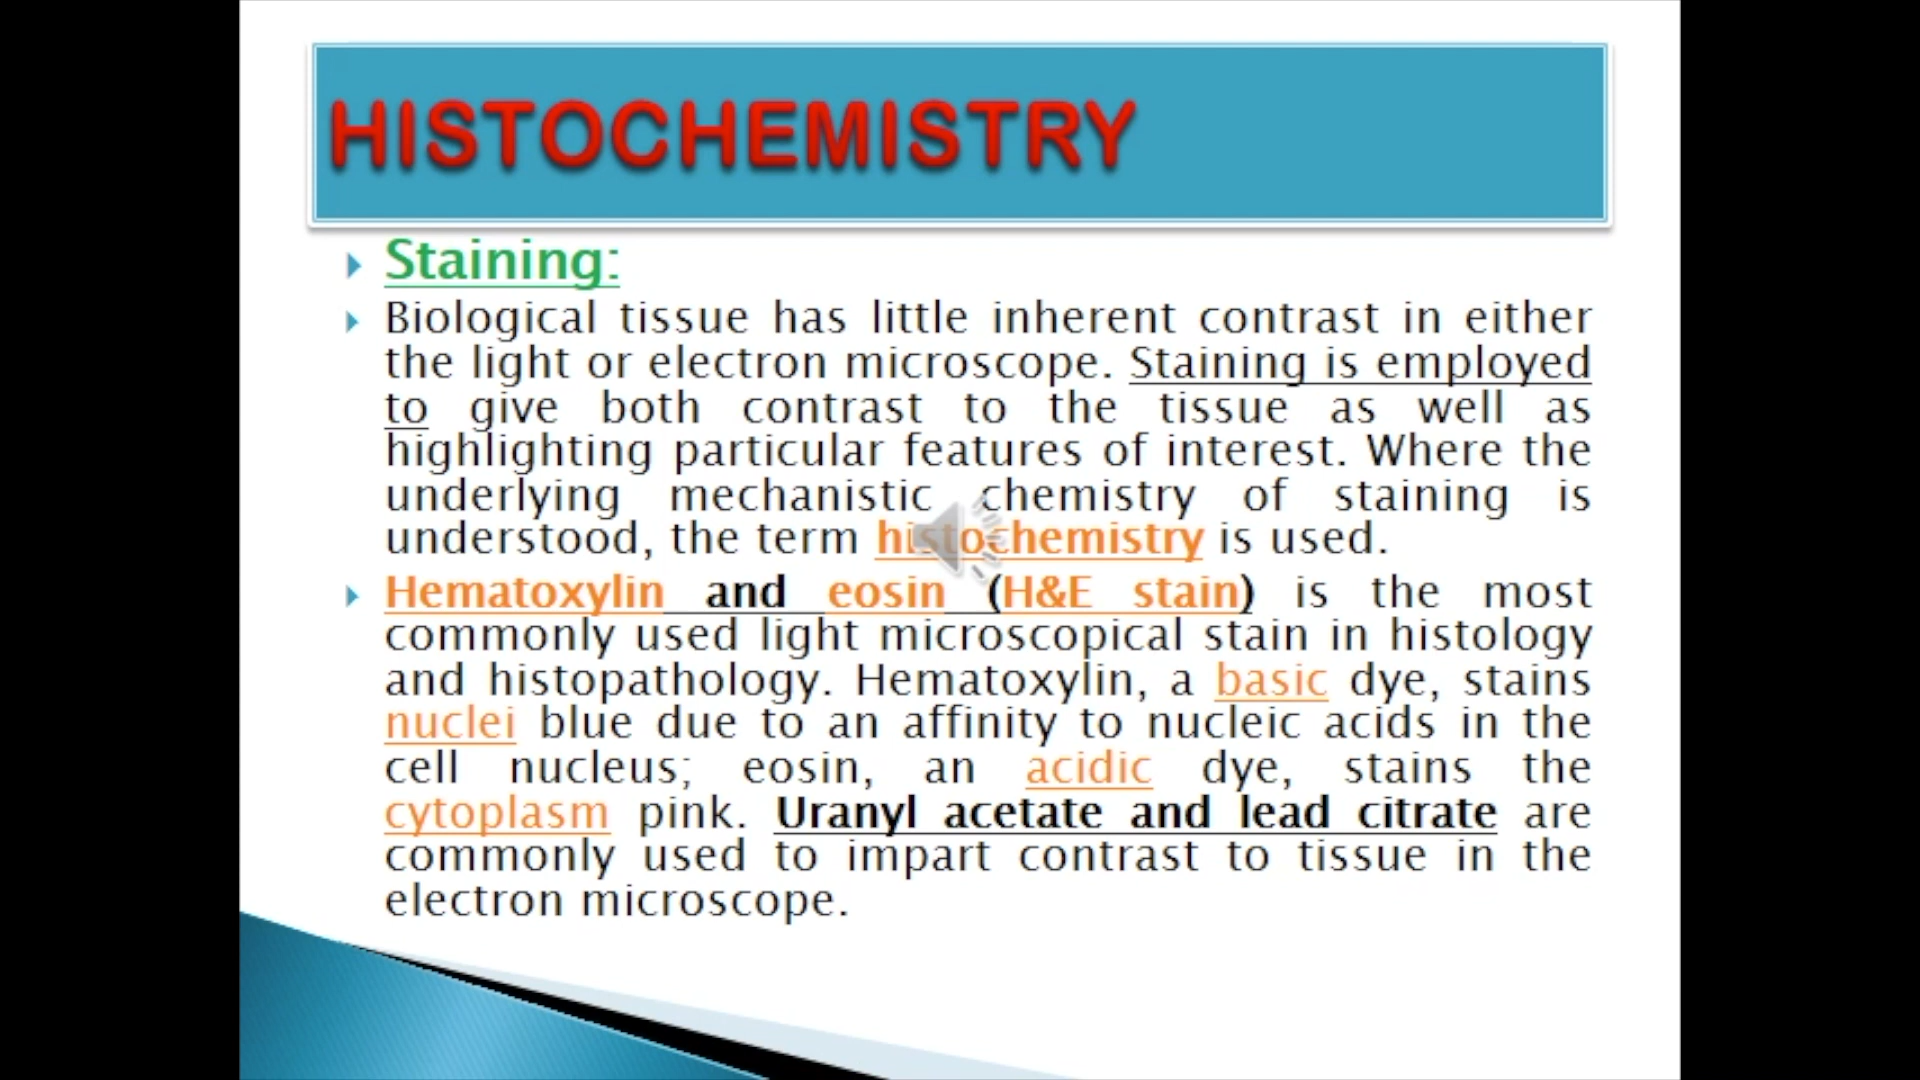 HISTOCHEMISTRY
Staining:
Biological tissue has little inherent contrast in either
the light or electron microscope. Staining is employed
to give both contrast to the tissue as well as
highlighting particular features of interest. Where the
underlying mechanistic chemistry of staining is
understood, the term histochemistry is used.
Hematoxylin and eosin (H&E stain) is the most
commonly used light microscopical stain in histology
and histopathology. Hematoxylin, a basic dye, stains
nuclei blue due to an affinity to nucleic acids in the
cell nucleus; eosin, an acidic dye, stains the
cytoplasm pink. Uranyl acetate and lead citrate are
commonly used to impart contrast to tissue in the
electron microscope.